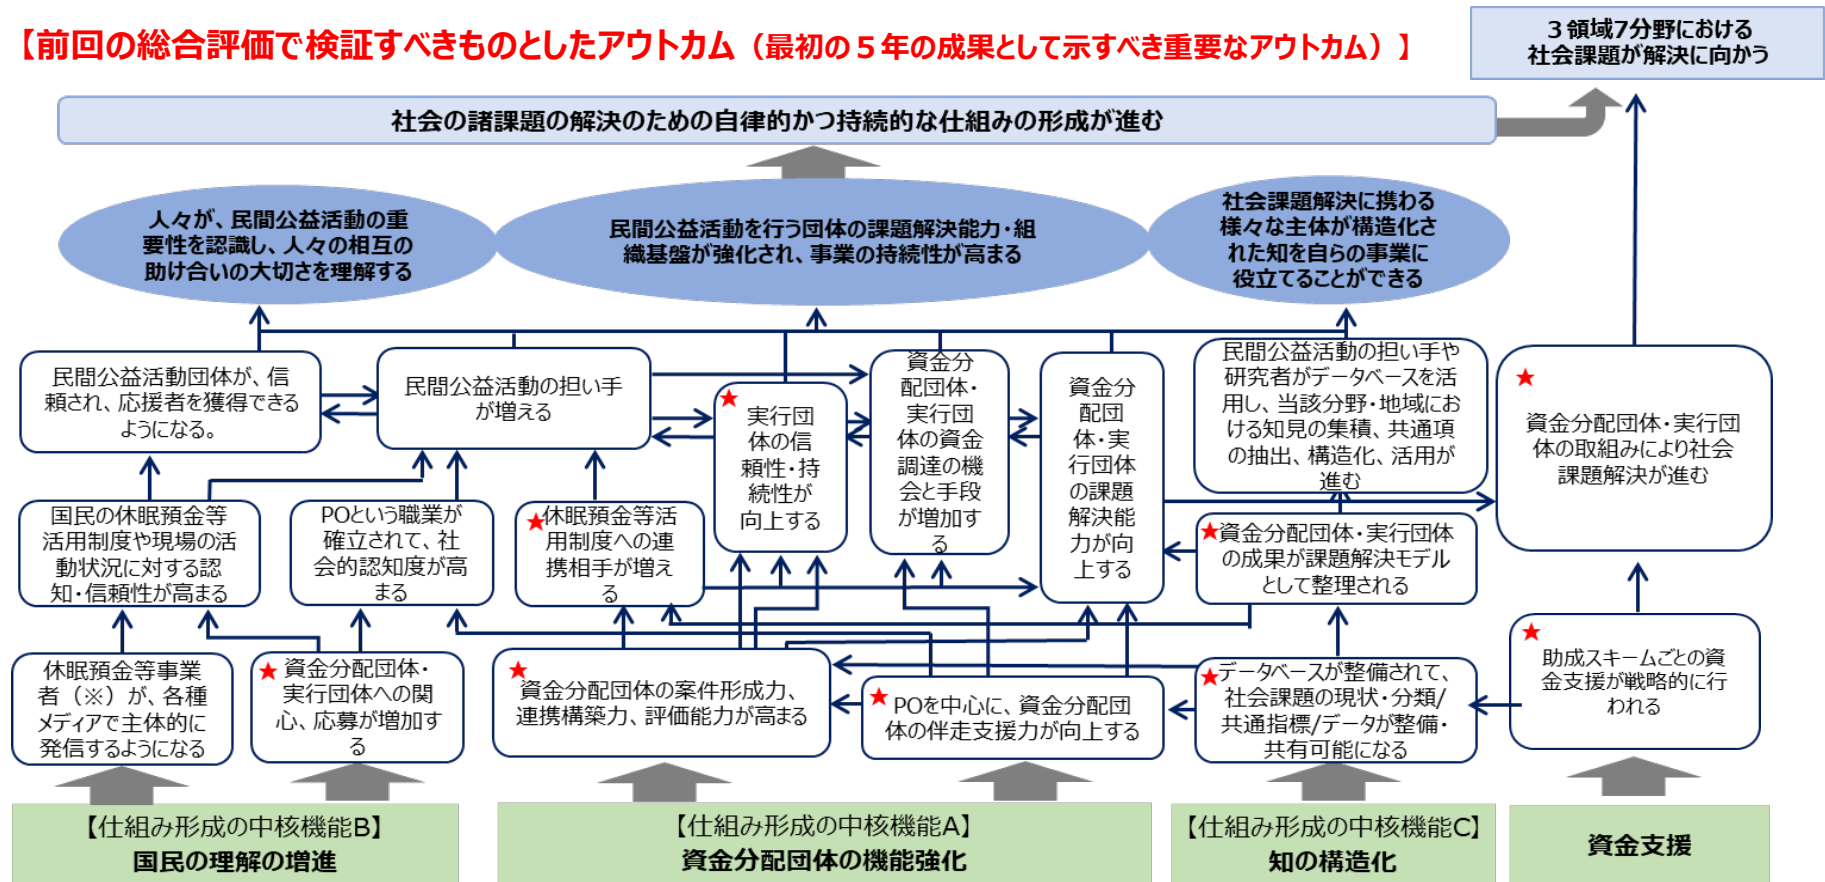 【前回の総合評価で検証すべきものとしたアウトカム（最初の５年の成果として示すべき重要なアウトカム）】
３領域7分野における
社会課題が解決に向かう
社会の諸課題の解決のための自律的かつ持続的な仕組みの形成が進む
人々が、民間公益活動の重
要性を認識し、人々の相互の
助け合いの大切さを理解する
民間公益活動を行う団体の課題解決能力・組
織基盤が強化され、事業の持続性が高まる
社会課題解決に携わる
様々な主体が構造化さ
れた知を自らの事業に
役立てることができる
民間公益活動団体が、信
頼され、応援者を獲得できる
ようになる。
民間公益活動の担い手
が増える
★
実行団
体の信
頼性・持
続性が
向上する
資金分
配団体・
実行団
体の資金
調達の機
会と手段
が増加す
る
資金分
配団
体・実
行団体
の課題
解決能
力が向
上する
民間公益活動の担い手や
研究者がデータベースを活
用し、当該分野・地域にお
ける知見の集積、共通項
の抽出、構造化、活用が
進む
★
資金分配団体・実行団
体の取組みにより社会
課題解決が進む
国民の休眠預金等
活用制度や現場の活
動状況に対する認
知・信頼性が高まる
POという職業が
確立されて、社
会的認知度が高
まる
★休眠預金等活
用制度への連
携相手が増え
る
★資金分配団体・実行団体
の成果が課題解決モデル
として整理される
休眠預金等事業
者（※）が、各種
メディアで主体的に
発信するようになる
★資金分配団体・
実行団体への関
心、応募が増加す
る
★
資金分配団体の案件形成力、
連携構築力、評価能力が高まる
★POを中心に、資金分配団
体の伴走支援力が向上する
★データベースが整備されて、
社会課題の現状・分類/
共通指標/データが整備・
共有可能になる
★
助成スキームごとの資
金支援が戦略的に行
われる
【仕組み形成の中核機能B】
国民の理解の増進
【仕組み形成の中核機能A】
資金分配団体の機能強化
【仕組み形成の中核機能C】
知の構造化
資金支援